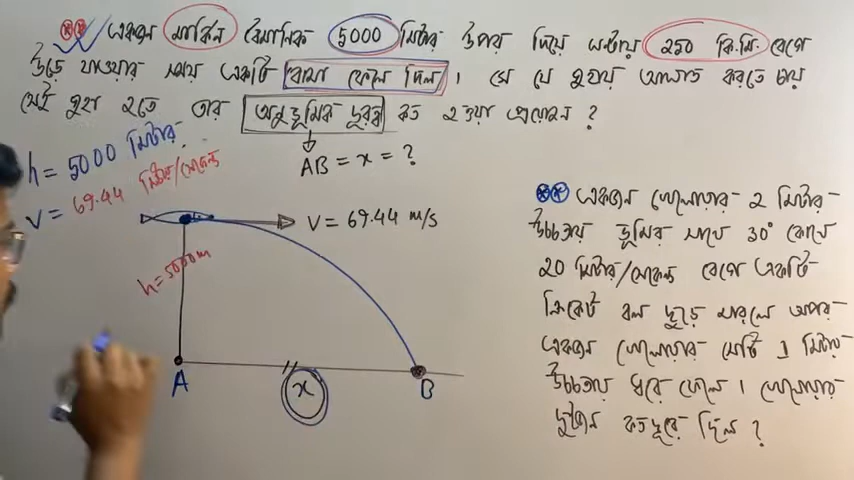 একজন মার্কিন বৈমানিক 5000 মিটার উপর দিয়ে ঘন্টায় 250 কি.মি. বেগে
উড়ে যাওয়ার সময় একটি বোমা ফেলে দিল। সে যে জায়গায় আঘাত করতে চায়
সেই জায়গা হতে তার অনুভূমিক দূরত্ব কত হওয়া প্রয়োজন ?
AB = x = ?
h = 5000 মিটার
v = 69.44 মিটার/সেকেন্ড
V = 69.44 m/s
h = 5000m
A
x
B
একজন খেলোয়ার 2 মিটার
উচ্চতায় ভূমির সাথে 30° কোণে
20 মিটার/সেকেন্ড বেগে একটি
ক্রিকেট বল ছুড়ে মারলে অপর
একজন খেলোয়ার সেটি 1 মিটার
উচ্চতায় ধরে ফেলে। খেলোয়ার
দুইজন কত দূরে ছিল ?